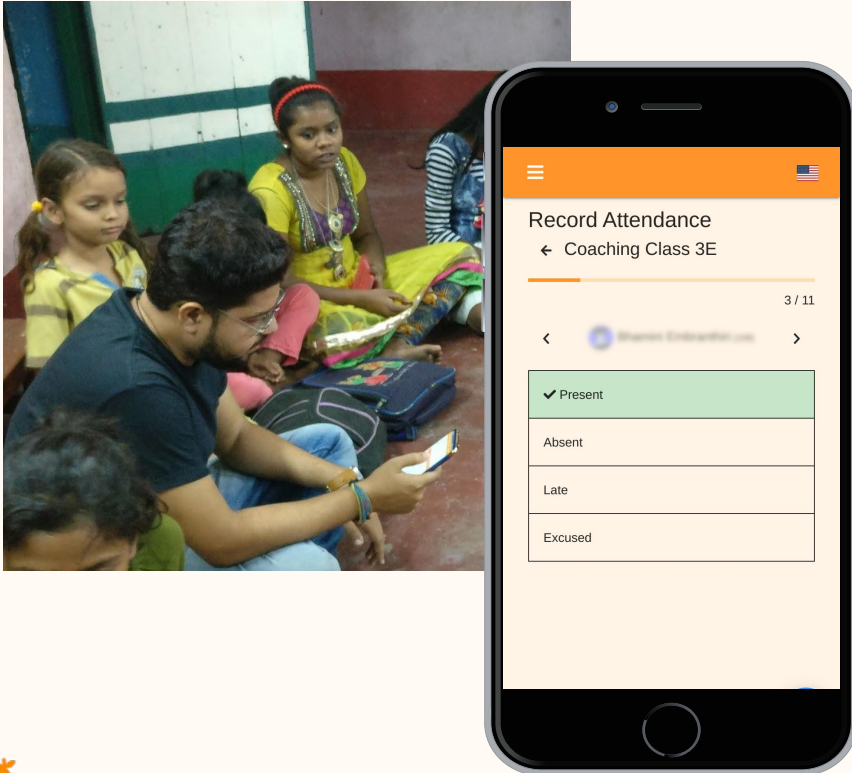 Record Attendance
Coaching Class 3E
3 / 11
Present
Absent
Late
Excused